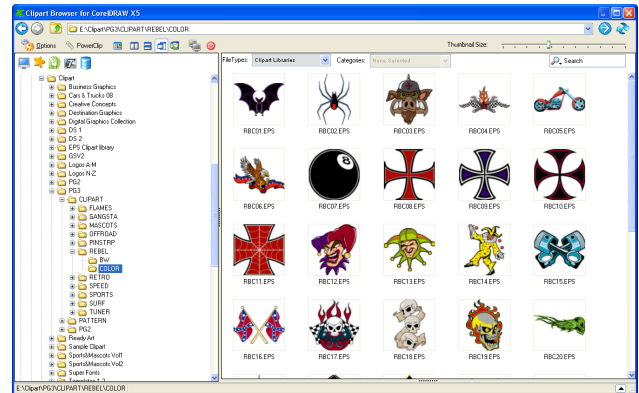 Clipart Browser for CorelDRAW X5
E:\Clipart\PG3\CLIPART\REBEL\COLOR
Options PowerClip Thumbnail Size:
FileTypes: Clipart Libraries Categories: None Selected Search
Clipart
Business Graphics
Cars & Trucks 08
Creative Concepts
Destination Graphics
Digital Graphics Collection
DS 1
DS 2
EPS Clipart library
GSV2
Logos A-M
Logos N-Z
PG2
PG3
CLIPART
FLAMES
GANGSTA
MASCOTS
OFFROAD
PINSTRP
REBEL
BW
COLOR
RETRO
SPEED
SPORTS
SURF
TUNER
PATTERN
PG2
Ready Art
Sample Clipart
Sports&Mascots Vol1
Sports&Mascots Vol2
Super Fonts
Templates 1-2
RBC01.EPS RBC02.EPS RBC03.EPS RBC04.EPS RBC05.EPS
8
RBC06.EPS RBC07.EPS RBC08.EPS RBC09.EPS RBC10.EPS
RBC11.EPS RBC12.EPS RBC13.EPS RBC14.EPS RBC15.EPS
RBC16.EPS RBC17.EPS RBC18.EPS RBC19.EPS RBC20.EPS
E:\Clipart\PG3\CLIPART\REBEL\COLOR